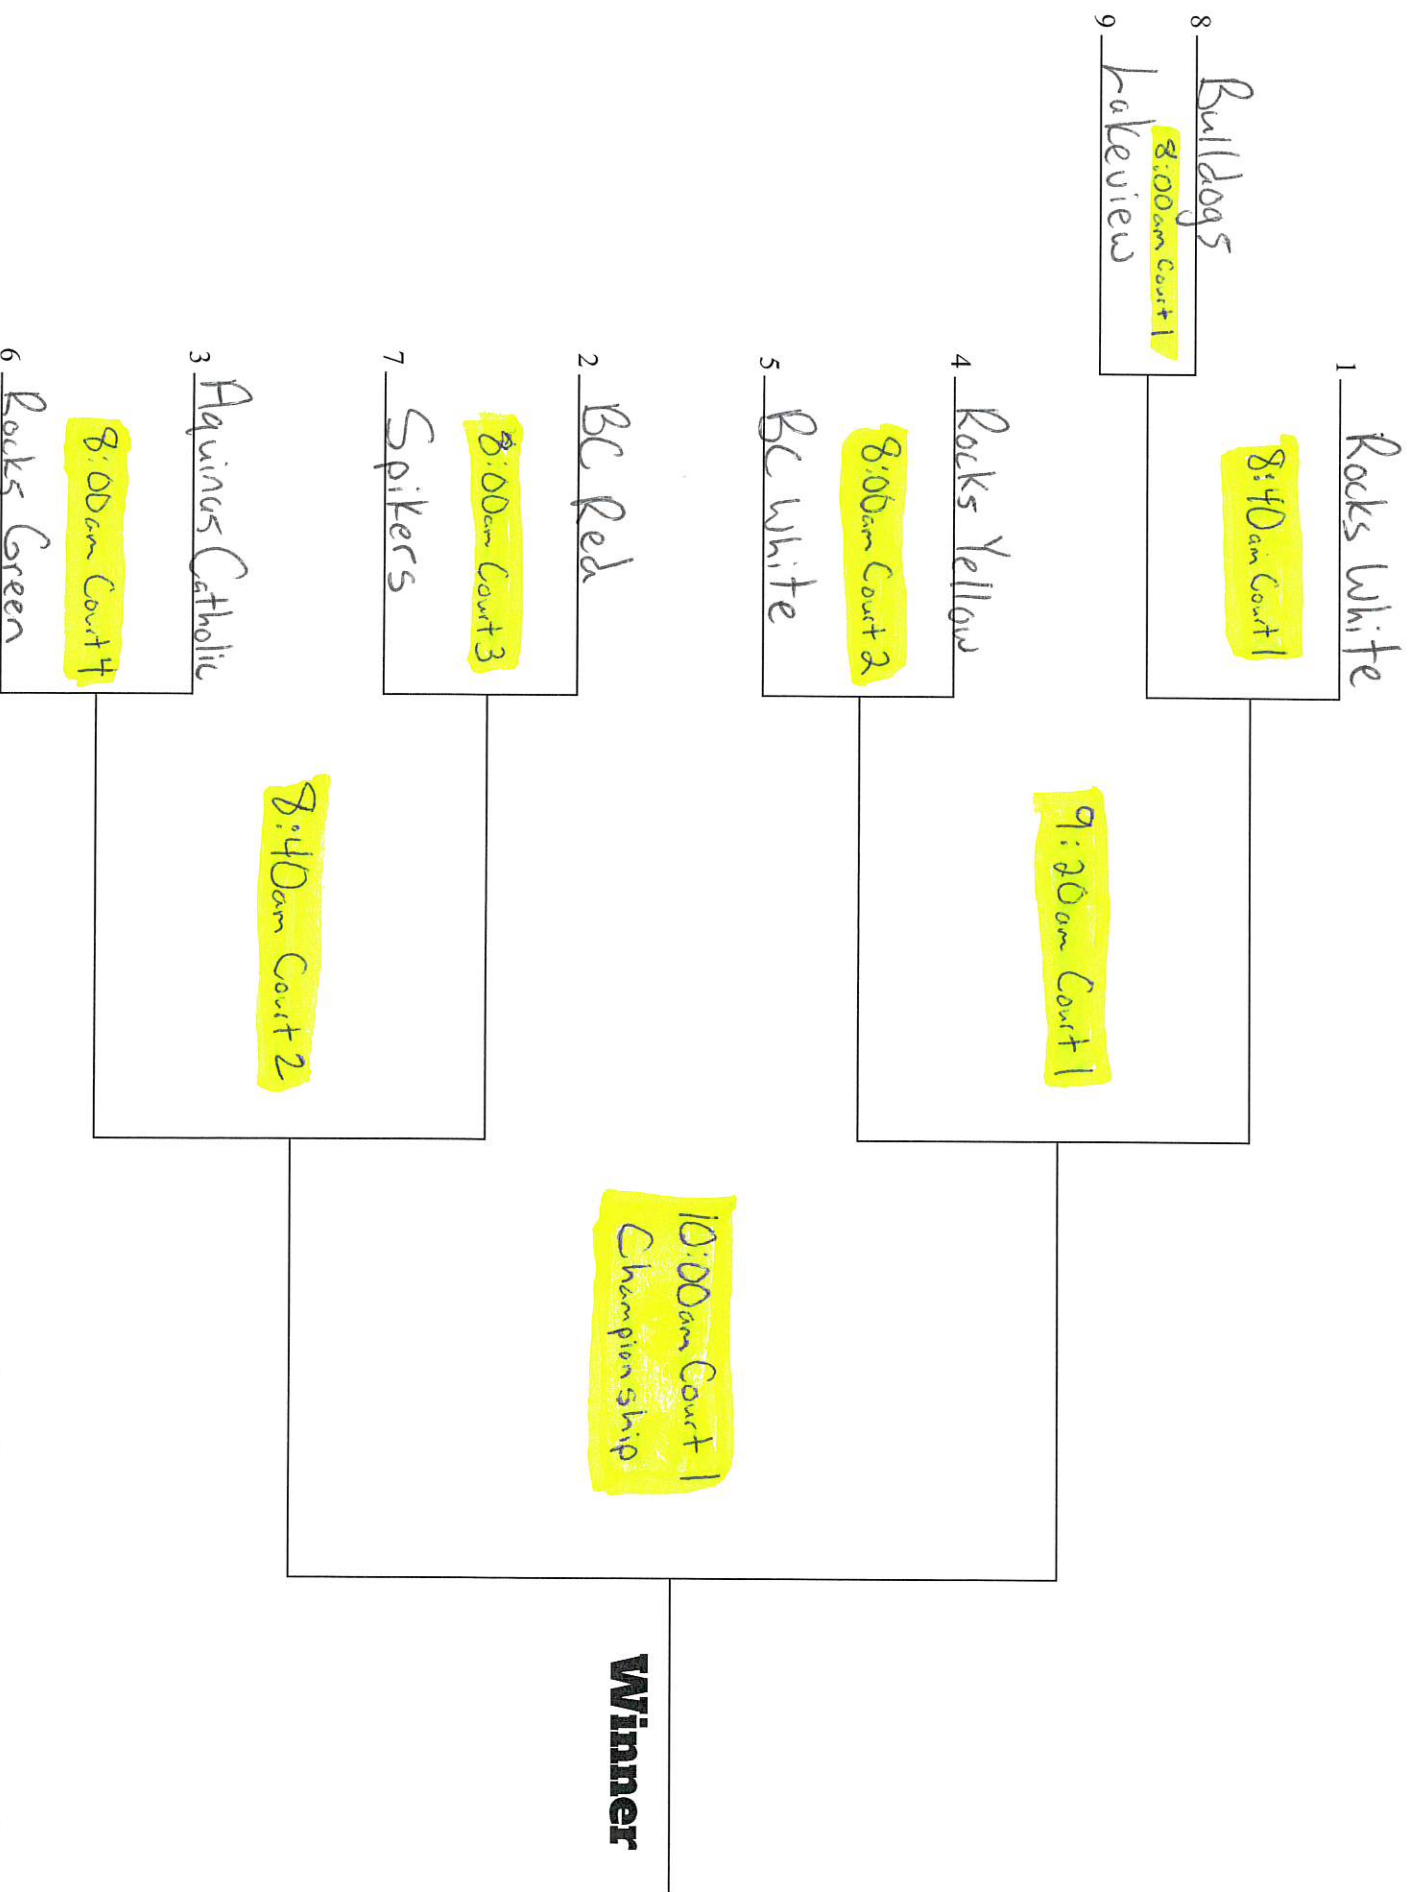 1 Rocks White
8:40am Court 1
8 Bulldogs
8:00am Court 1
9 Lakeview
9:20am Court 1
4 Rocks Yellow
8:00am Court 2
5 BC White
10:00am Court 1
Championship
Winner
2 BC Red
8:00am Court 3
7 Spikers
8:40am Court 2
3 Aquinas Catholic
8:00am Court 4
6 Rocks Green